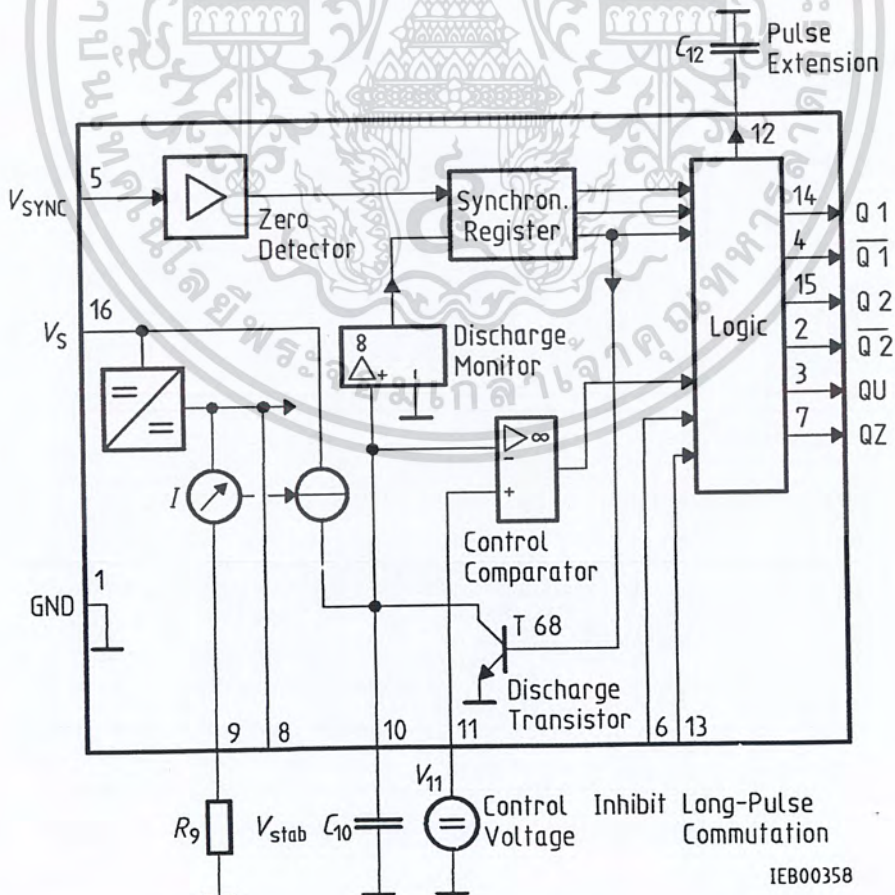 C12
Pulse
Extension
12
5
VSYNC
Zero
Detector
Synchron.
Register
14
Q 1
4
Q̅1̅
15
Q 2
2
Q̅2̅
3
QU
7
QZ
Logic
16
VS
8
+
-
Discharge
Monitor
=
=
∞
-
+
I
Control
Comparator
1
GND
T 68
Discharge
Transistor
9
8
10
11
6
13
R9
Vstab
C10
V11
=
Control
Voltage
Inhibit
Long-Pulse
Commutation
IEB00358